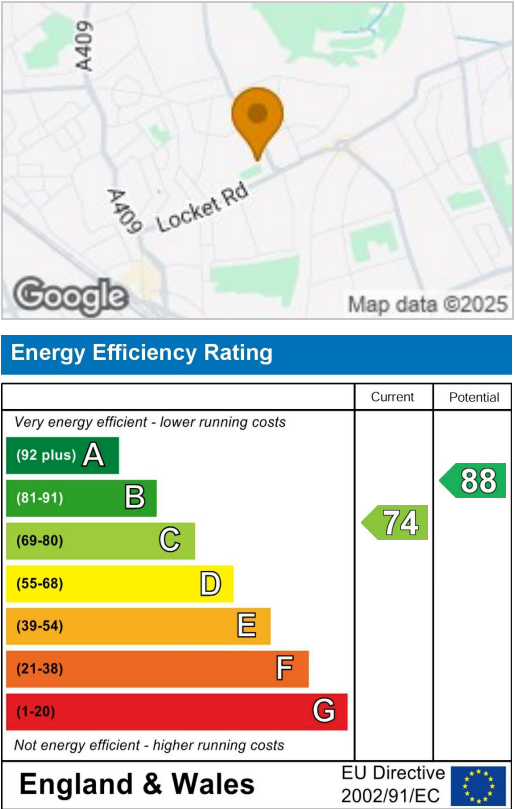 A409
A409
Locket Rd
Google
Map data ©2025
Energy Efficiency Rating
Current
Potential
Very energy efficient - lower running costs
(92 plus) A
(81-91) B
88
(69-80) C
74
(55-68) D
(39-54) E
(21-38) F
(1-20) G
Not energy efficient - higher running costs
England & Wales
EU Directive
2002/91/EC